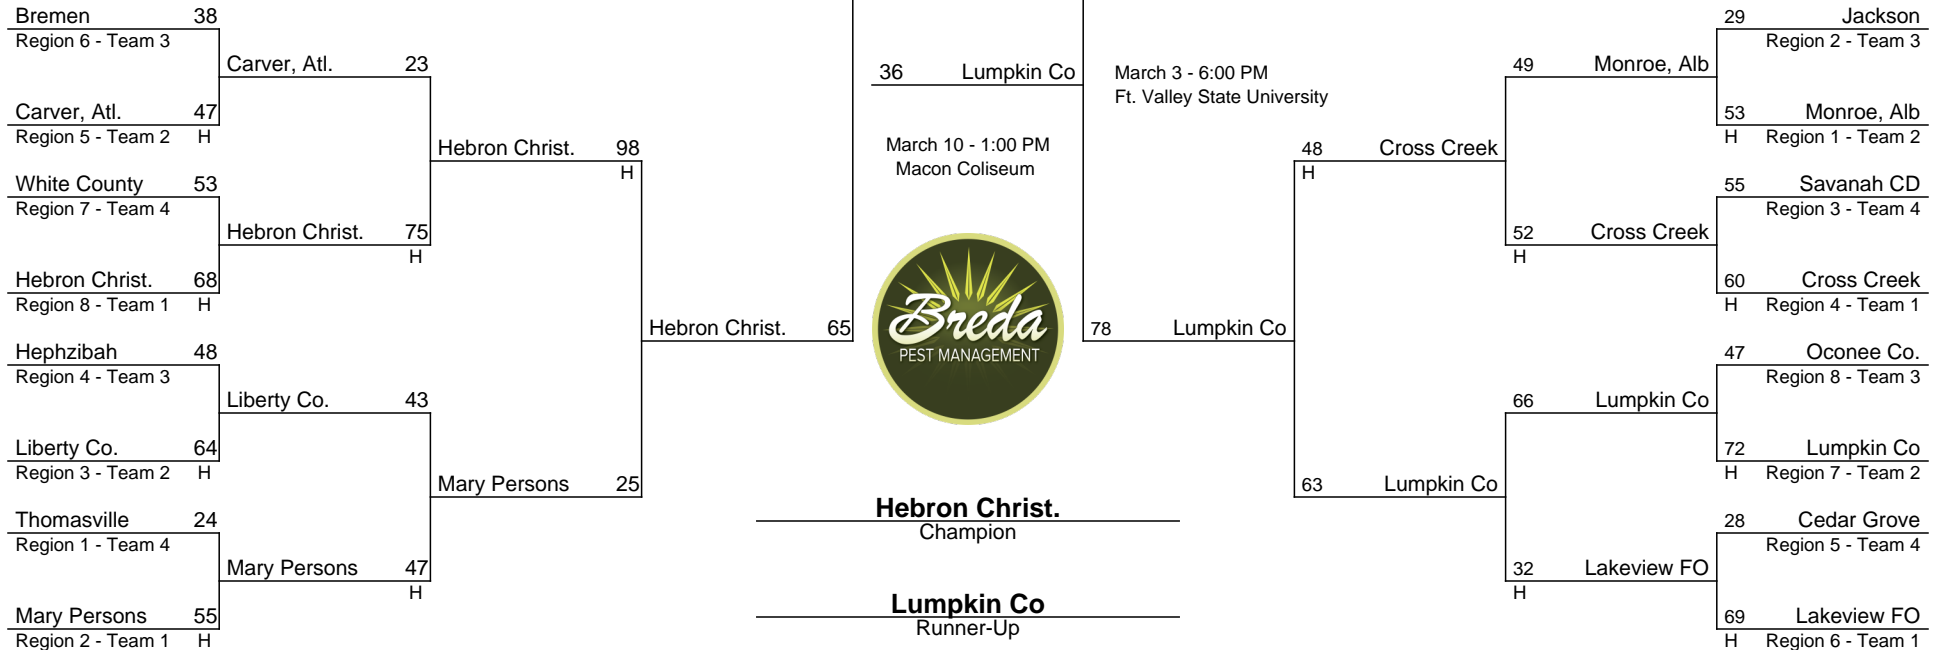 Bremen 38
Region 6 - Team 3
Carver, Atl. 23
Carver, Atl. 47
Region 5 - Team 2 H
Hebron Christ. 98
H
White County 53
Region 7 - Team 4
Hebron Christ. 75
H
Hebron Christ. 68
Region 8 - Team 1 H
Hebron Christ. 65
Hephzibah 48
Region 4 - Team 3
Liberty Co. 43
Liberty Co. 64
Region 3 - Team 2 H
Mary Persons 25
Thomasville 24
Region 1 - Team 4
Mary Persons 47
H
Mary Persons 55
Region 2 - Team 1 H
36 Lumpkin Co
March 10 - 1:00 PM
Macon Coliseum
Breda
PEST MANAGEMENT
Hebron Christ.
Champion
Lumpkin Co
Runner-Up
March 3 - 6:00 PM
Ft. Valley State University
29 Jackson
Region 2 - Team 3
49 Monroe, Alb
53 Monroe, Alb
H Region 1 - Team 2
48 Cross Creek
H
55 Savanah CD
Region 3 - Team 4
52 Cross Creek
H
60 Cross Creek
H Region 4 - Team 1
78 Lumpkin Co
47 Oconee Co.
Region 8 - Team 3
66 Lumpkin Co
72 Lumpkin Co
H Region 7 - Team 2
63 Lumpkin Co
28 Cedar Grove
Region 5 - Team 4
32 Lakeview FO
H
69 Lakeview FO
H Region 6 - Team 1